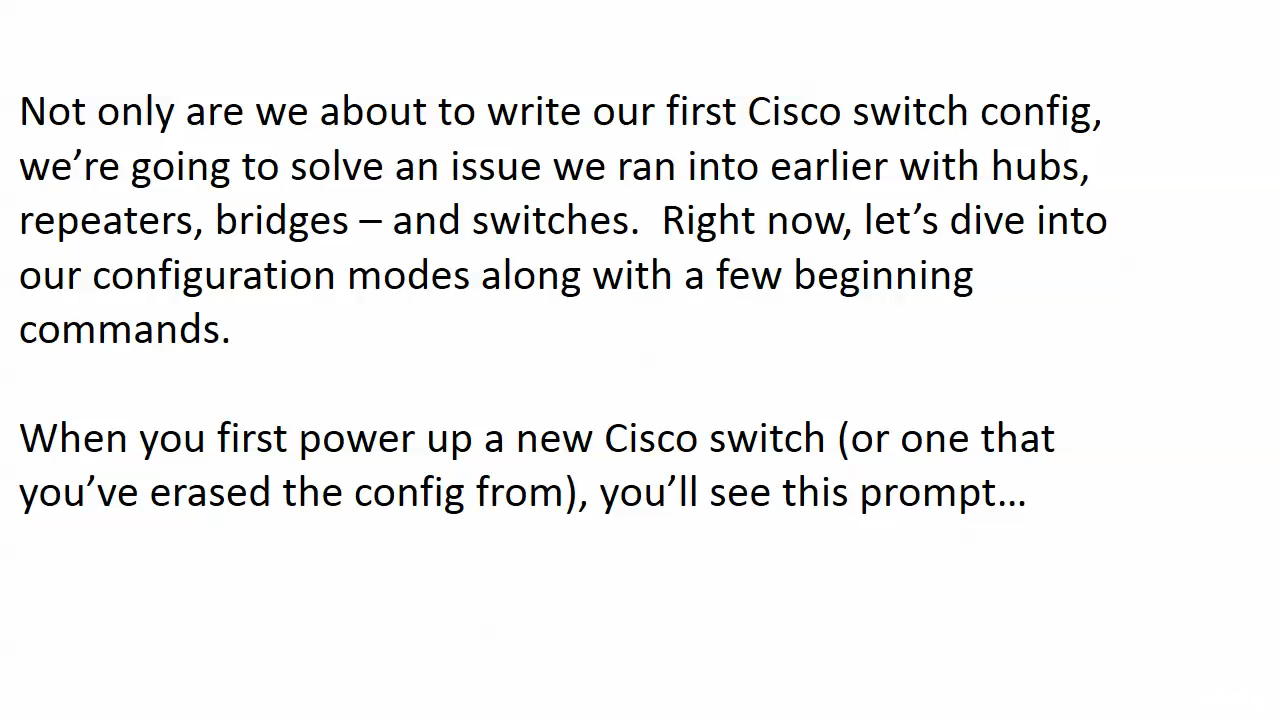 Not only are we about to write our first Cisco switch config,
we’re going to solve an issue we ran into earlier with hubs,
repeaters, bridges – and switches.  Right now, let’s dive into
our configuration modes along with a few beginning
commands.
When you first power up a new Cisco switch (or one that
you’ve erased the config from), you’ll see this prompt…